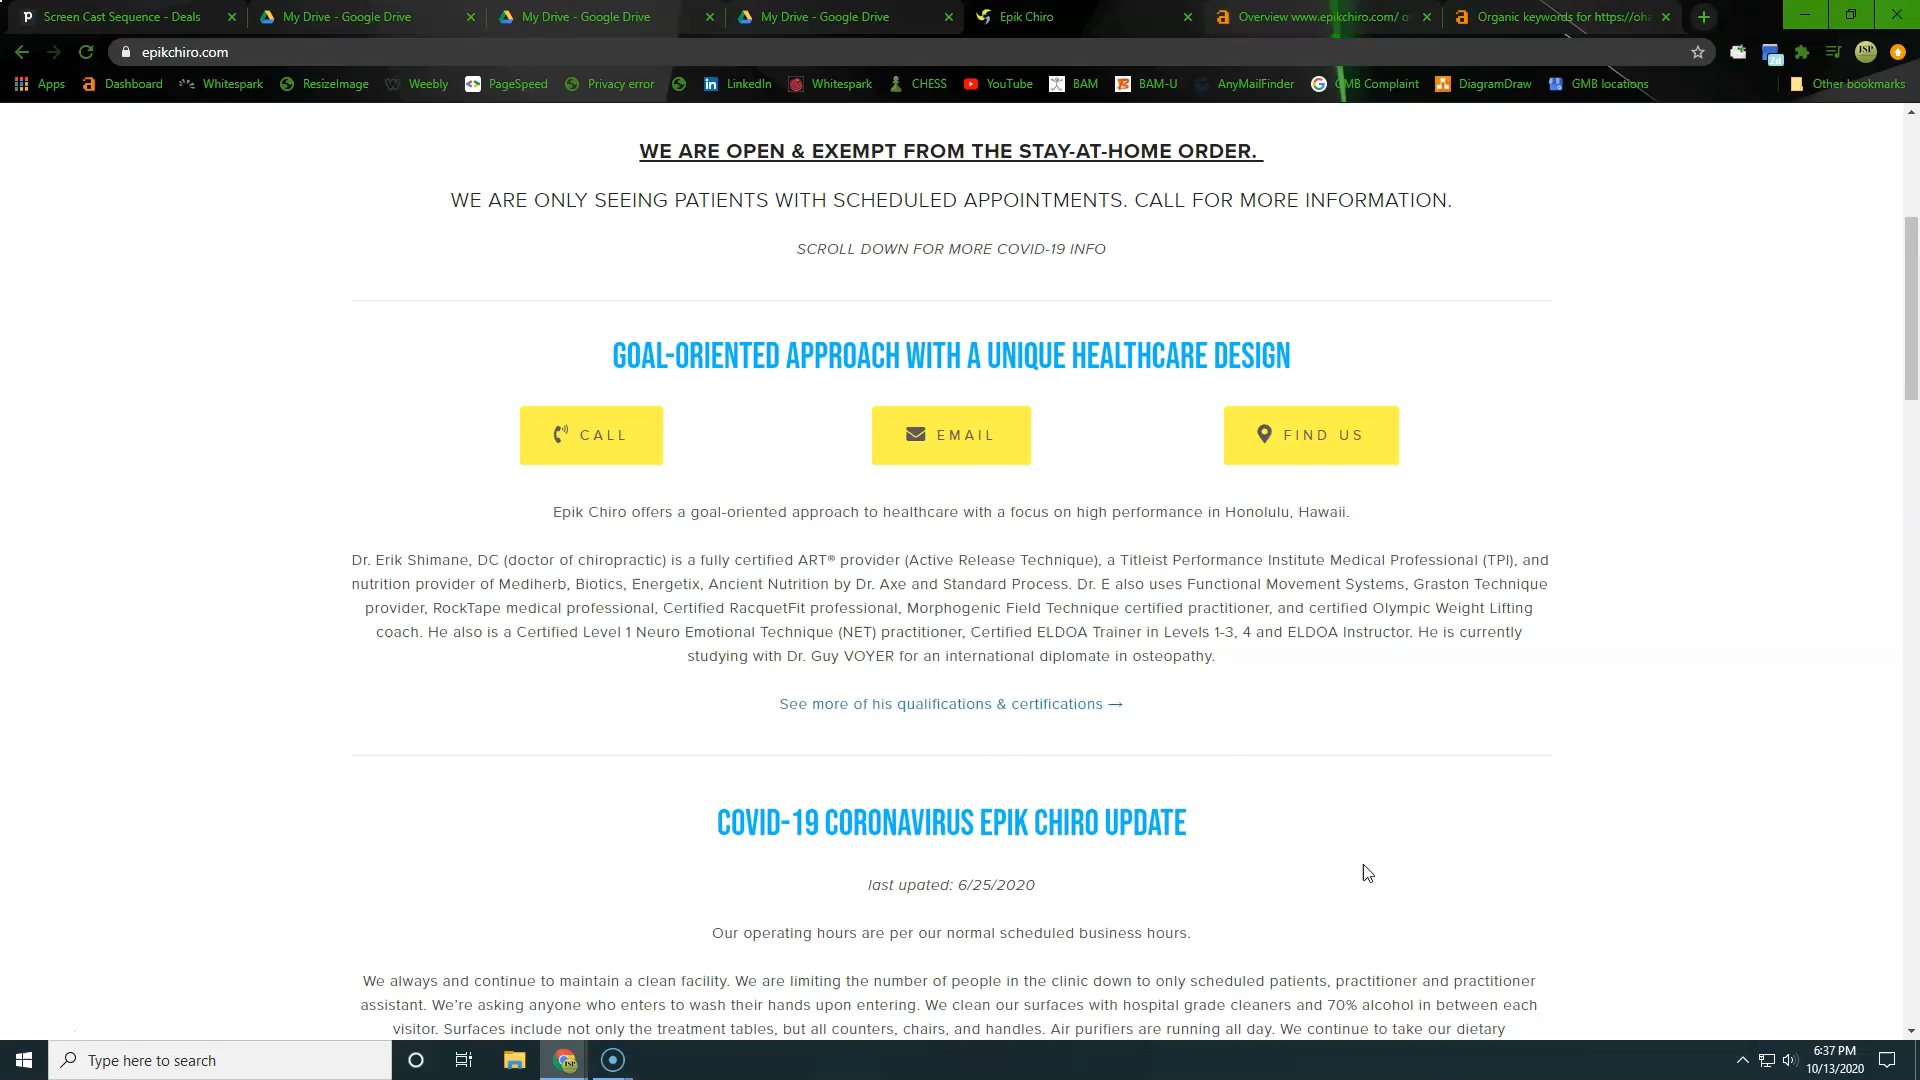 Screen Cast Sequence - Deals
My Drive - Google Drive
My Drive - Google Drive
My Drive - Google Drive
Epik Chiro
Overview www.epikchiro.com/ o
Organic keywords for https://oha
epikchiro.com
Apps
Dashboard
Whitespark
ResizeImage
Weebly
PageSpeed
Privacy error
LinkedIn
Whitespark
CHESS
YouTube
BAM
BAM-U
AnyMailFinder
GMB Complaint
DiagramDraw
GMB locations
Other bookmarks
WE ARE OPEN & EXEMPT FROM THE STAY-AT-HOME ORDER.
WE ARE ONLY SEEING PATIENTS WITH SCHEDULED APPOINTMENTS. CALL FOR MORE INFORMATION.
SCROLL DOWN FOR MORE COVID-19 INFO
GOAL-ORIENTED APPROACH WITH A UNIQUE HEALTHCARE DESIGN
CALL
EMAIL
FIND US
Epik Chiro offers a goal-oriented approach to healthcare with a focus on high performance in Honolulu, Hawaii.
Dr. Erik Shimane, DC (doctor of chiropractic) is a fully certified ART® provider (Active Release Technique), a Titleist Performance Institute Medical Professional (TPI), and
nutrition provider of Mediherb, Biotics, Energetix, Ancient Nutrition by Dr. Axe and Standard Process. Dr. E also uses Functional Movement Systems, Graston Technique
provider, RockTape medical professional, Certified RacquetFit professional, Morphogenic Field Technique certified practitioner, and certified Olympic Weight Lifting
coach. He also is a Certified Level 1 Neuro Emotional Technique (NET) practitioner, Certified ELDOA Trainer in Levels 1-3, 4 and ELDOA Instructor. He is currently
studying with Dr. Guy VOYER for an international diplomate in osteopathy.
See more of his qualifications & certifications →
COVID-19 CORONAVIRUS EPIK CHIRO UPDATE
last upated: 6/25/2020
Our operating hours are per our normal scheduled business hours.
We always and continue to maintain a clean facility. We are limiting the number of people in the clinic down to only scheduled patients, practitioner and practitioner
assistant. We're asking anyone who enters to wash their hands upon entering. We clean our surfaces with hospital grade cleaners and 70% alcohol in between each
visitor. Surfaces include not only the treatment tables, but all counters, chairs, and handles. Air purifiers are running all day. We continue to take our dietary
Type here to search
6:37 PM
10/13/2020